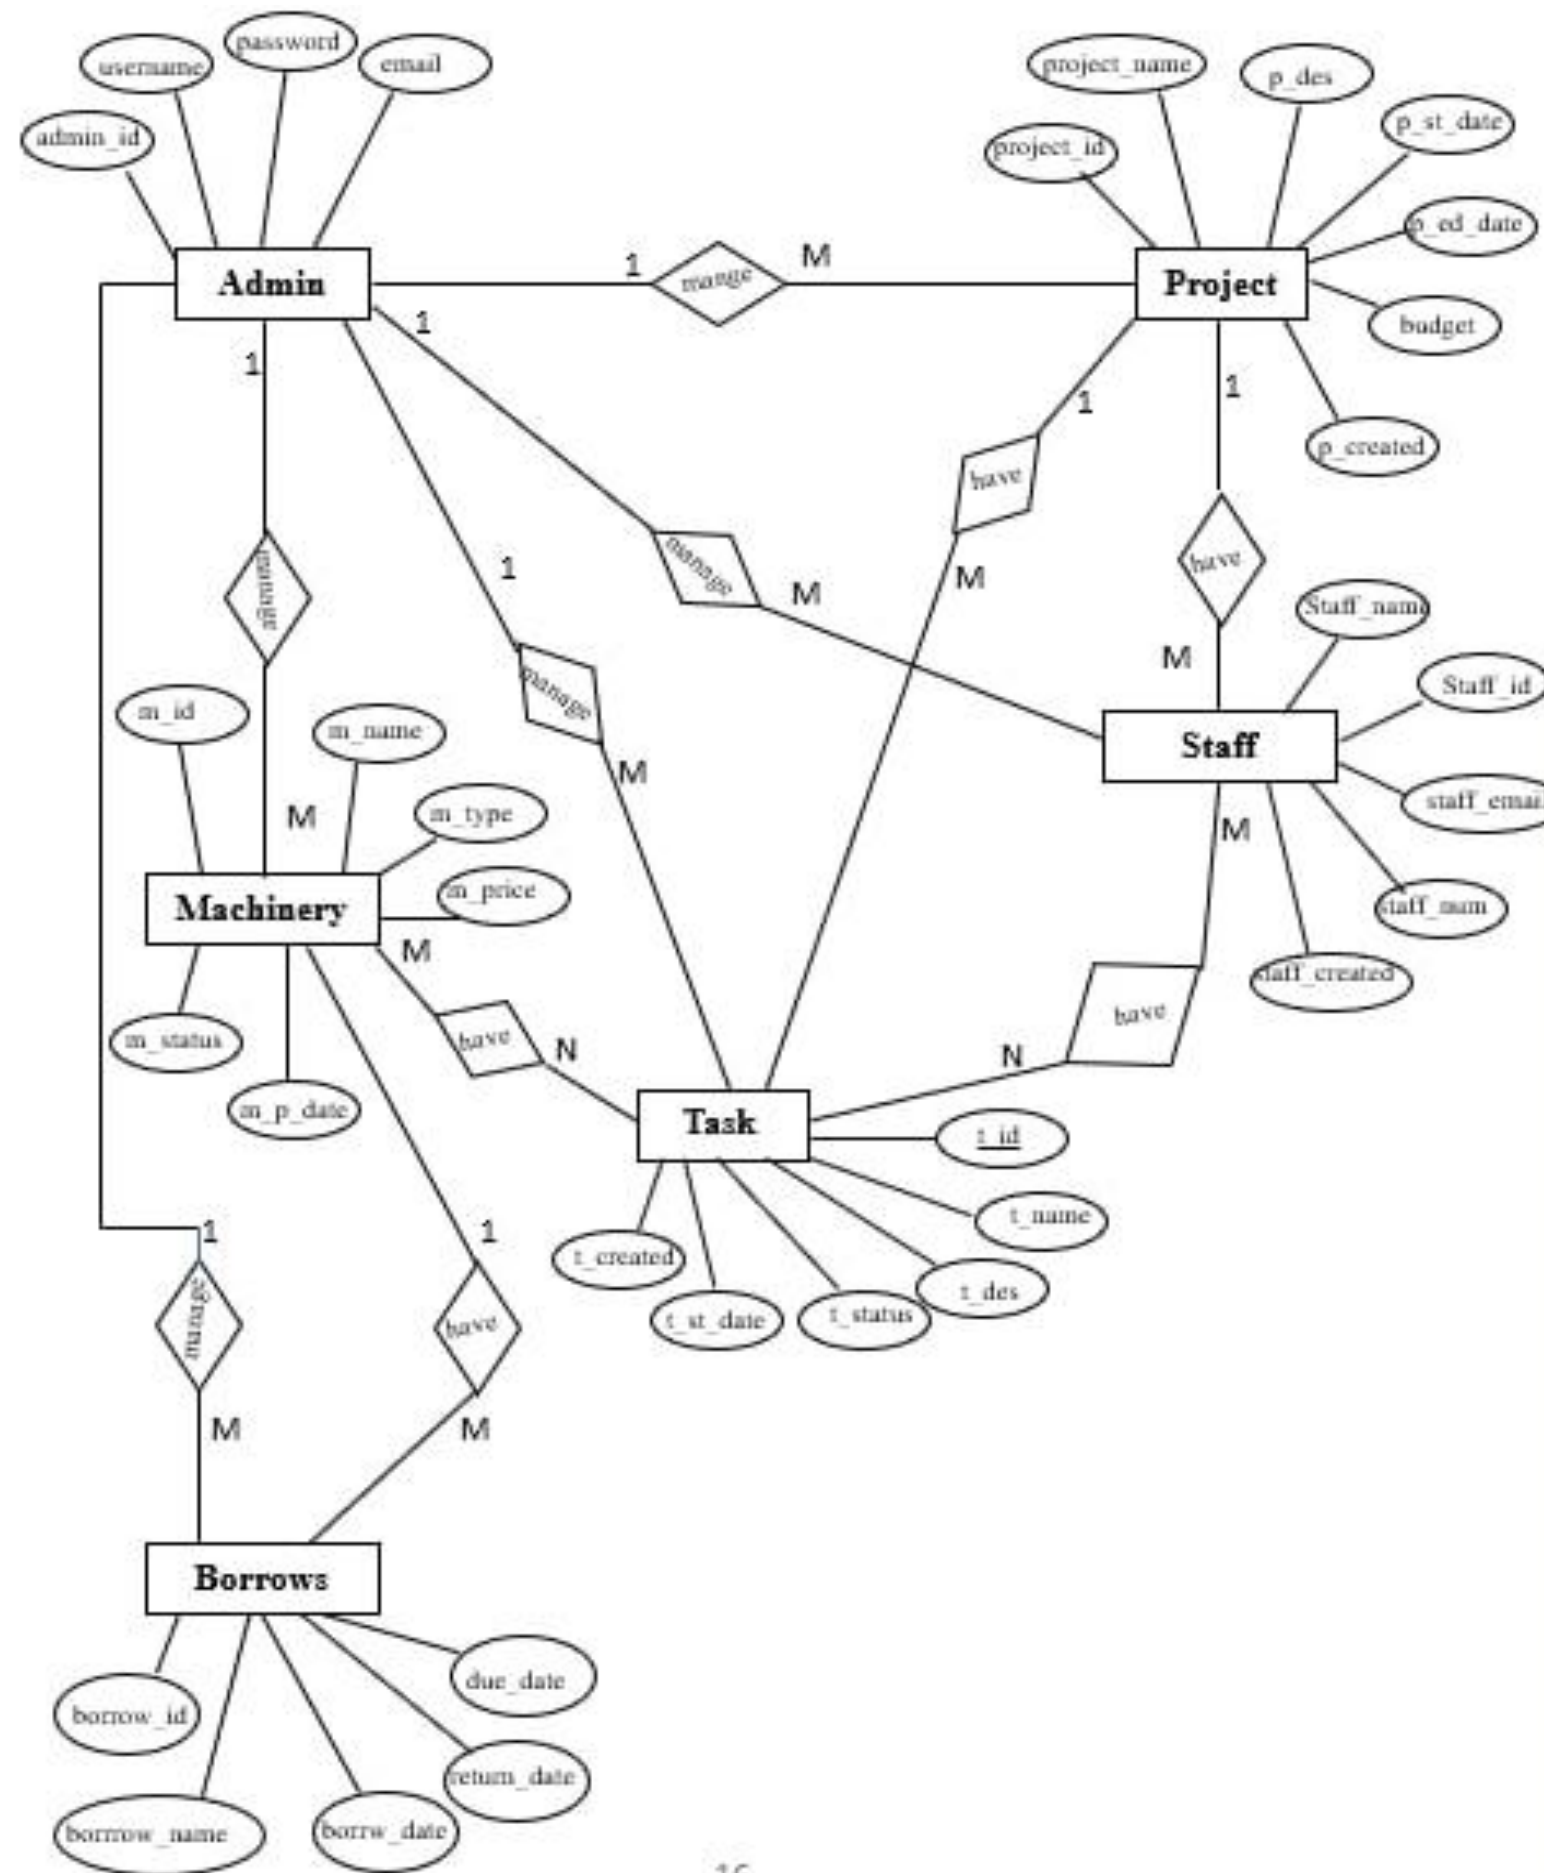 password
username
email
admin_id
project_name
p_des
p_st_date
project_id
p_ed_date
budget
p_created
Admin
1
mange
M
Project
1
1
1
1
have
have
M
M
manage
M
1
manage
manage
M
Staff_name
Staff_id
Staff
staff_email
staff_num
staff_created
M
m_id
m_name
m_type
m_price
M
Machinery
M
m_status
m_p_date
have
N
have
N
Task
t_id
t_name
t_des
t_status
t_st_date
t_created
1
manage
M
1
have
M
Borrows
due_date
borrow_id
return_date
borrrow_name
borrw_date